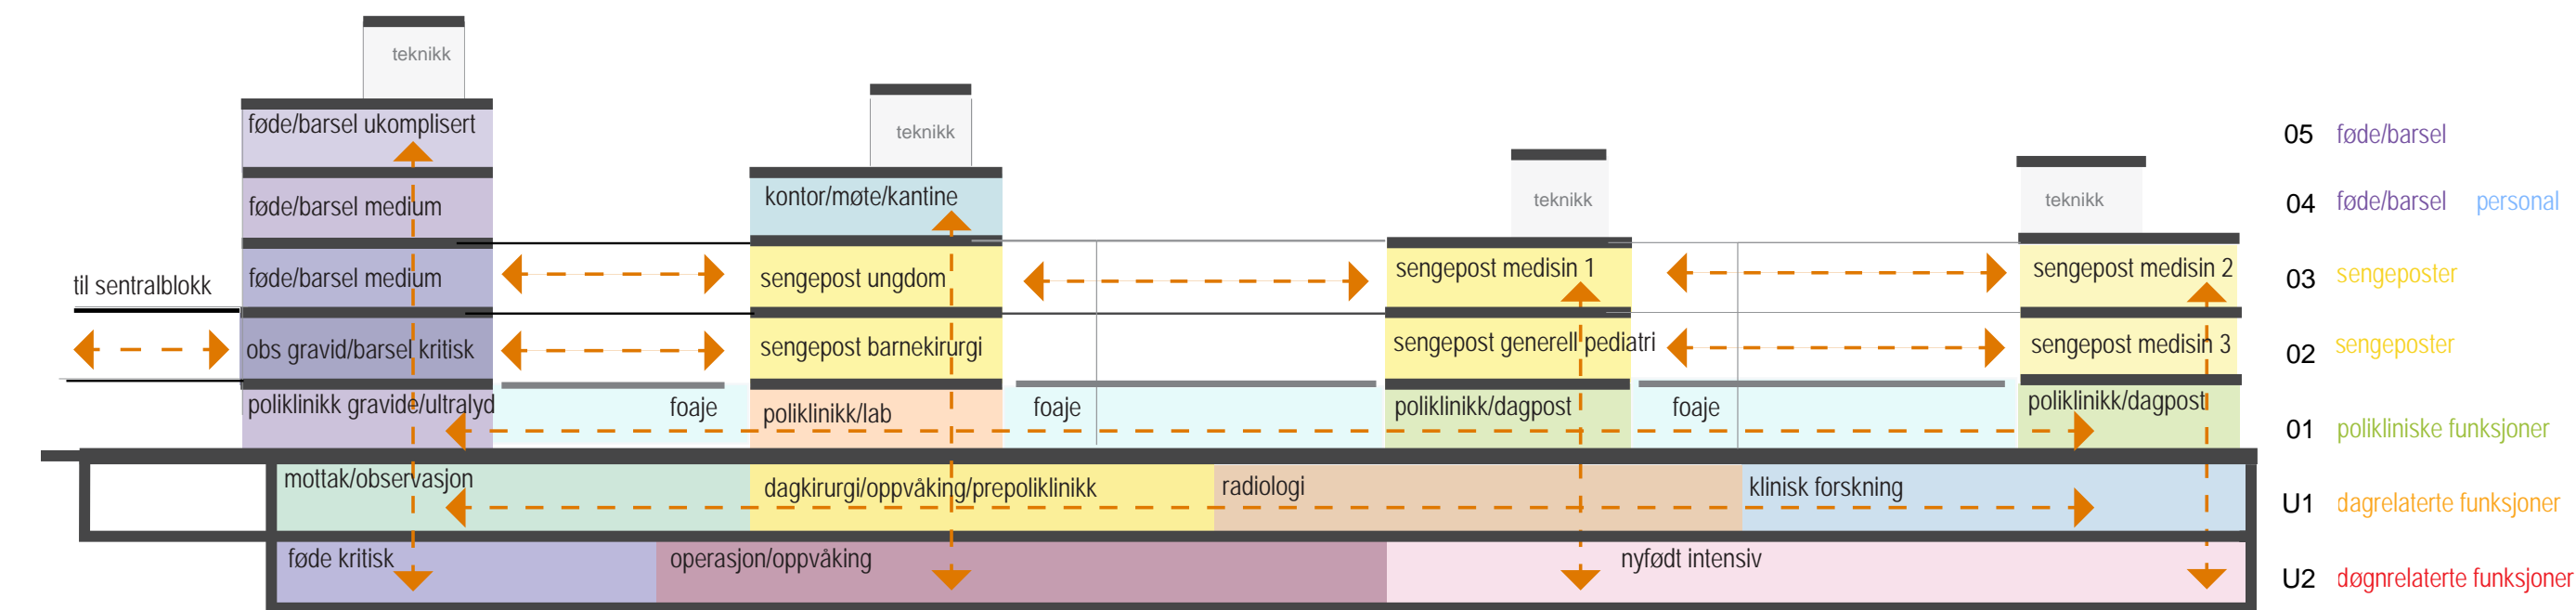 teknikk
teknikk
teknikk
teknikk
føde/barsel ukomplisert
05 føde/barsel
føde/barsel medium
kontor/møte/kantine
04 føde/barsel personal
til sentralblokk
føde/barsel medium
sengepost ungdom
sengepost medisin 1
sengepost medisin 2
03 sengeposter
obs gravid/barsel kritisk
sengepost barnekirurgi
sengepost generell pediatri
sengepost medisin 3
02 sengeposter
poliklinikk gravide/ultralyd
foaje
poliklinikk/lab
foaje
poliklinikk/dagpost
foaje
poliklinikk/dagpost
01 polikliniske funksjoner
mottak/observasjon
dagkirurgi/oppvåking/prepoliklinikk
radiologi
klinisk forskning
U1 dagrelaterte funksjoner
føde kritisk
operasjon/oppvåking
nyfødt intensiv
U2 døgnrelaterte funksjoner